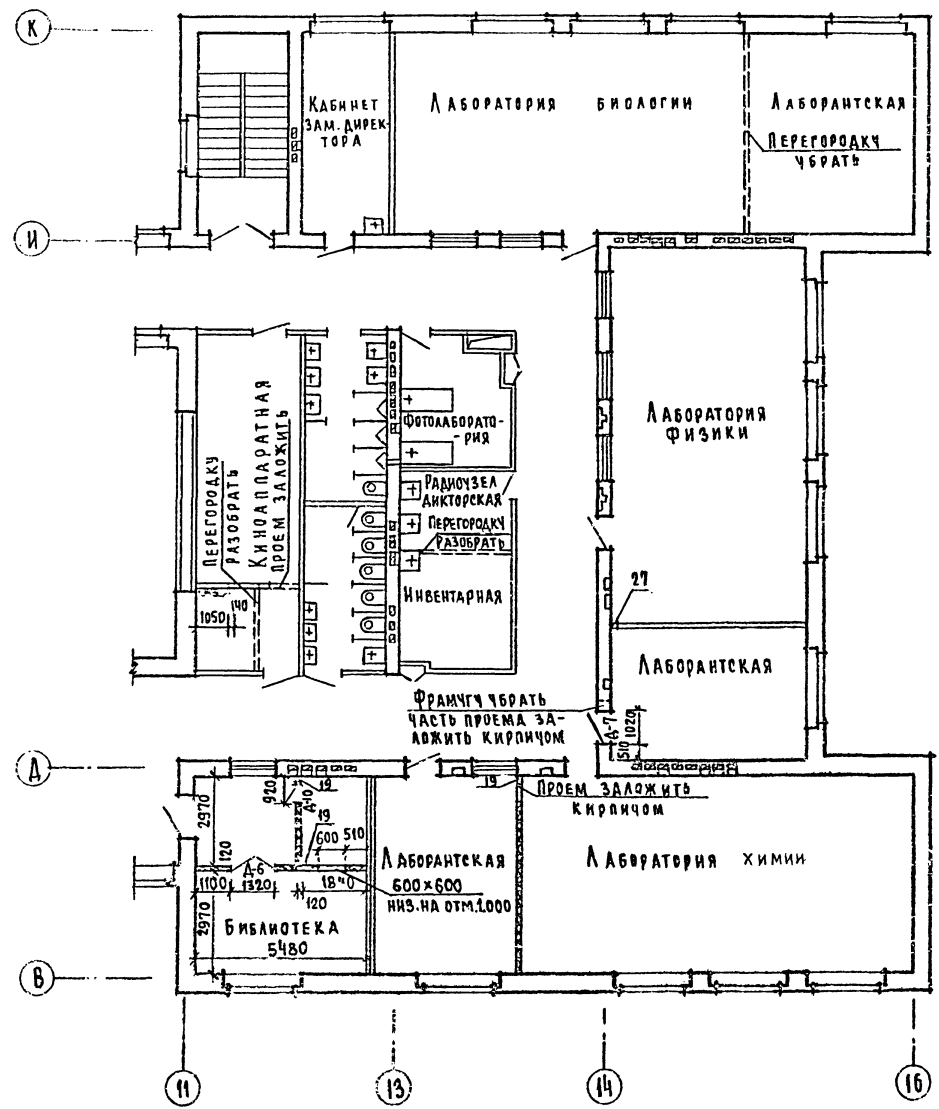 К
Кабинет
зам. дирек-
тора
Лаборатория биологии
Лаборантская
Перегородку
убрать
И
Перегородку
разобрать
Киноаппаратная
проем заложить
1050
140
Фотолаборато-
-рия
Радиоузел
дикторская
Перегородку
разобрать
Инвентарная
Лаборатория
физики
27
Лаборантская
Фрамугу убрать
часть проема за-
ложить кирпичом
Д-7
510
1020
Д
2970
920
19
Д-10
19
600
510
120
Д-6
1100
1320
120
1840
2970
Библиотека
5480
Лаборантская
600×600
низ. на отм. 1.000
19
Проем заложить
кирпичом
Лаборатория химии
В
11
13
14
16